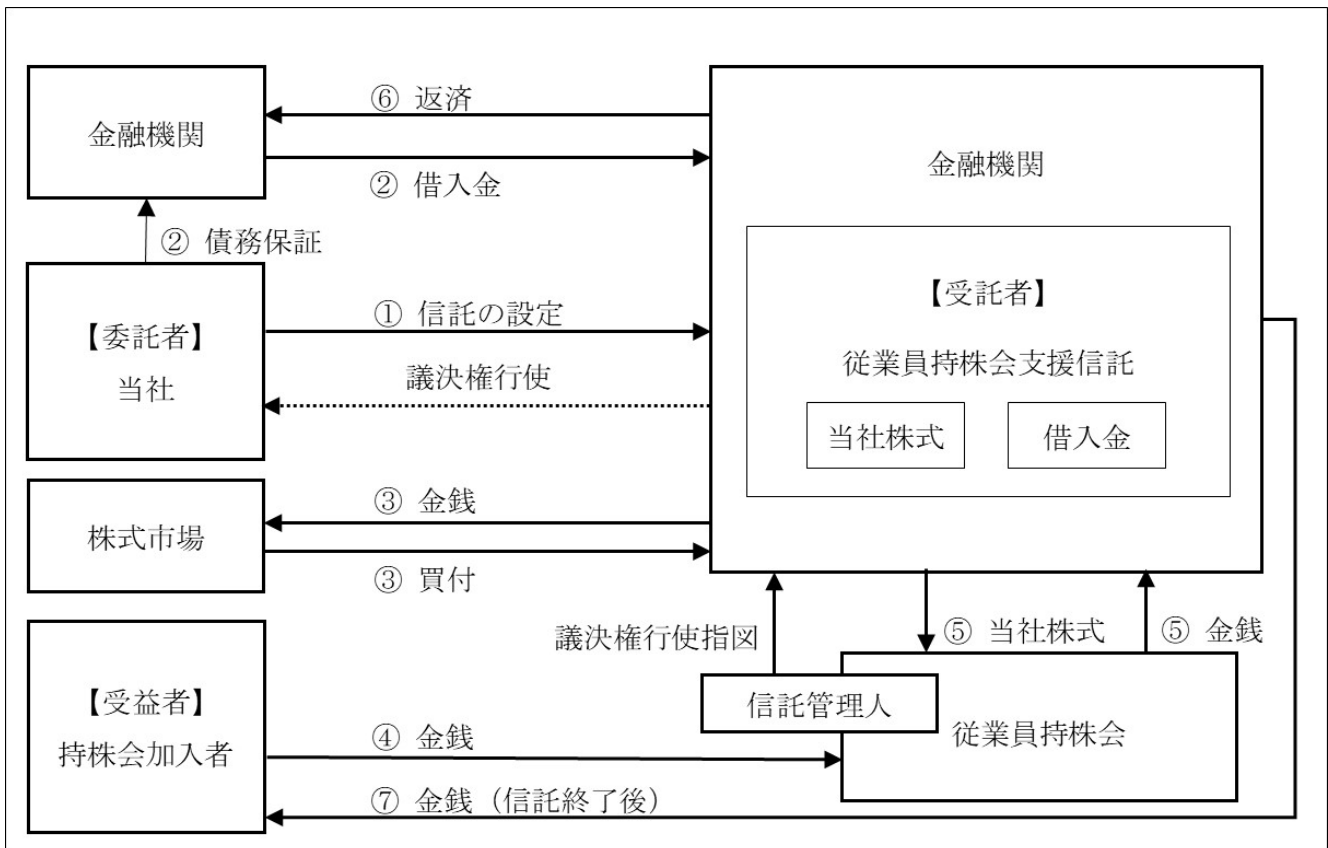 金融機関
⑥ 返済
② 借入金
② 債務保証
【委託者】
当社
① 信託の設定
議決権行使
金融機関
【受託者】
従業員持株会支援信託
当社株式
借入金
株式市場
③ 金銭
③ 買付
議決権行使指図
⑤ 当社株式
⑤ 金銭
信託管理人
従業員持株会
【受益者】
持株会加入者
④ 金銭
⑦ 金銭（信託終了後）